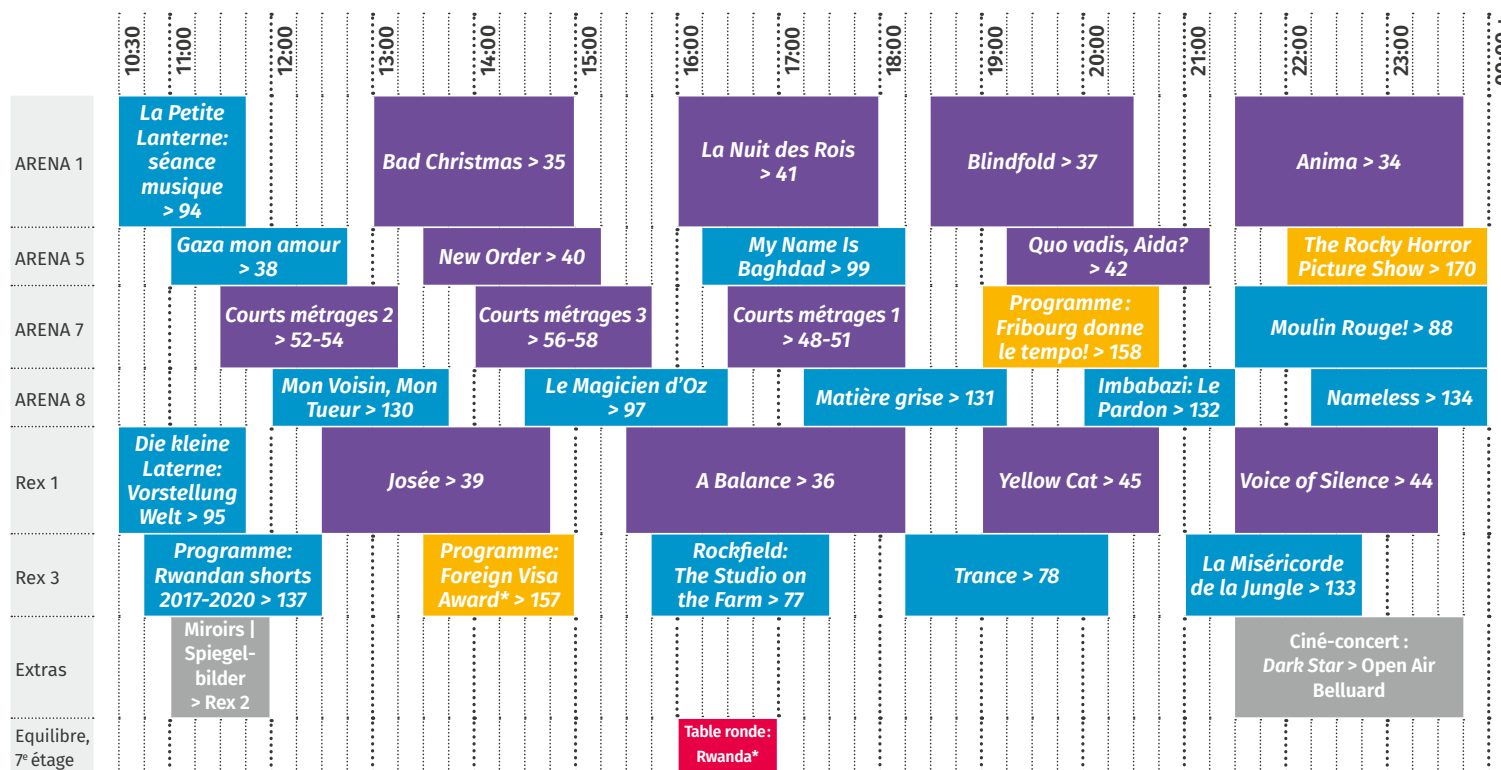 10:30
11:00
12:00
13:00
14:00
15:00
16:00
17:00
18:00
19:00
20:00
21:00
22:00
23:00
ARENA 1
La Petite
Lanterne:
séance
musique
> 94
Bad Christmas > 35
La Nuit des Rois
> 41
Blindfold > 37
Anima > 34
ARENA 5
Gaza mon amour
> 38
New Order > 40
My Name Is
Baghdad > 99
Quo vadis, Aida?
> 42
The Rocky Horror
Picture Show > 170
ARENA 7
Courts métrages 2
> 52-54
Courts métrages 3
> 56-58
Courts métrages 1
> 48-51
Programme:
Fribourg donne
le tempo! > 158
Moulin Rouge! > 88
ARENA 8
Mon Voisin, Mon
Tueur > 130
Le Magicien d'Oz
> 97
Matière grise > 131
Imbabazi: Le
Pardon > 132
Nameless > 134
Rex 1
Die kleine
Laterne:
Vorstellung
Welt > 95
Josée > 39
A Balance > 36
Yellow Cat > 45
Voice of Silence > 44
Rex 3
Programme:
Rwandan shorts
2017-2020 > 137
Programme:
Foreign Visa
Award* > 157
Rockfield:
The Studio on
the Farm > 77
Trance > 78
La Miséricorde
de la Jungle > 133
Extras
Miroirs |
Spiegel-
bilder
> Rex 2
Ciné-concert :
Dark Star > Open Air
Belluard
Equilibre,
7e étage
Table ronde:
Rwanda*